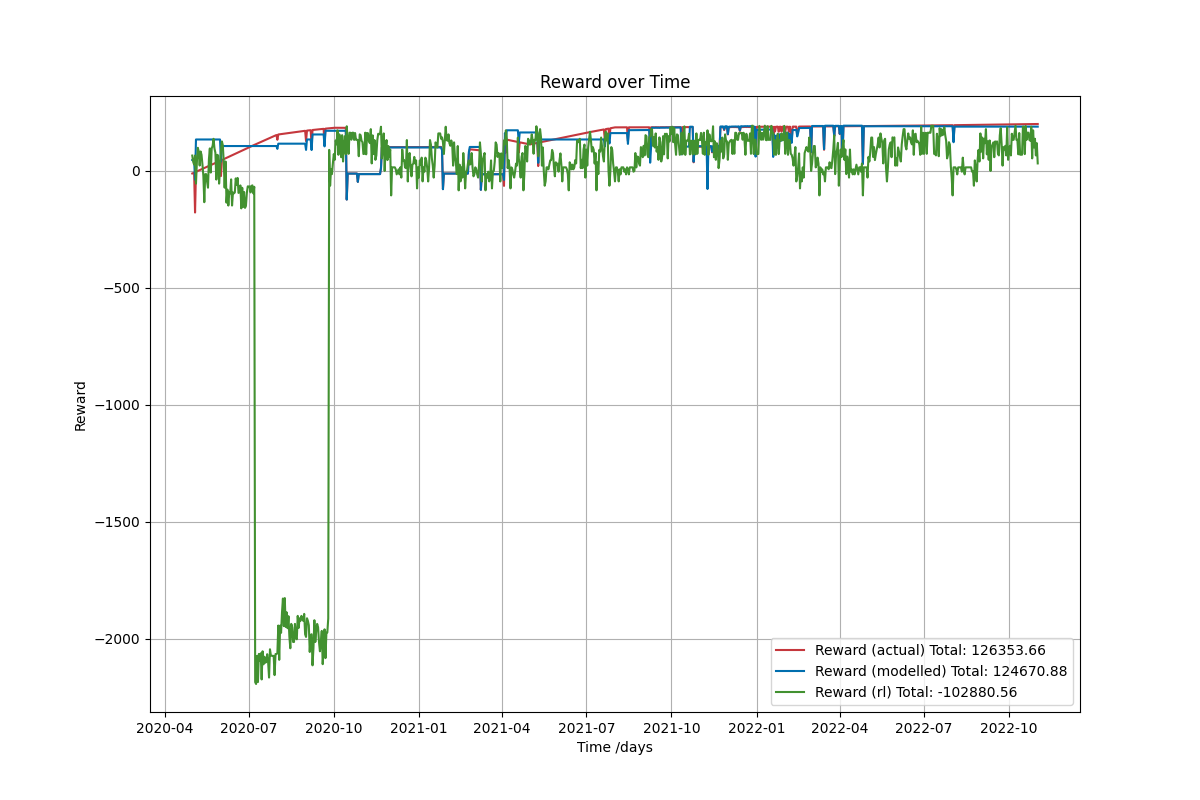 Reward over Time
Reward
0
−500
−1000
−1500
−2000
Reward (actual) Total: 126353.66
Reward (modelled) Total: 124670.88
Reward (rl) Total: -102880.56
2020-04 2020-07 2020-10 2021-01 2021-04 2021-07 2021-10 2022-01 2022-04 2022-07 2022-10
Time /days